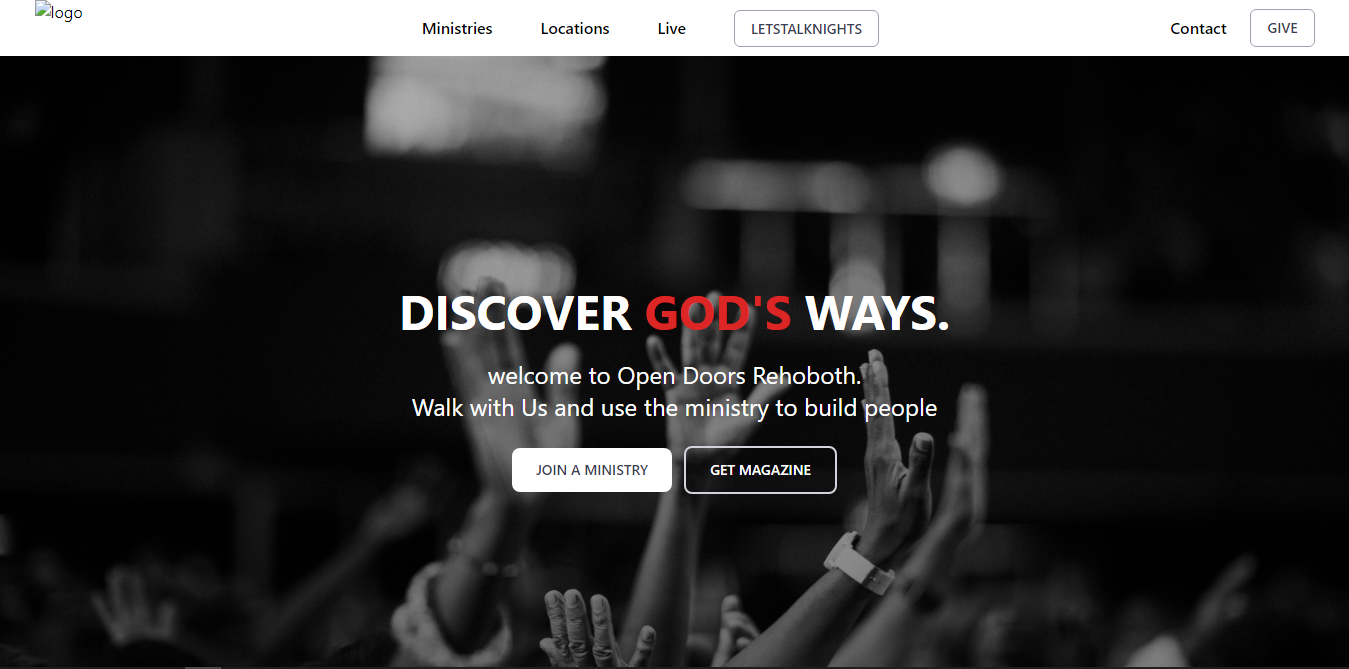 logo
Ministries
Locations
Live
LETSTALKNIGHTS
Contact
GIVE
DISCOVER GOD'S WAYS.
welcome to Open Doors Rehoboth.
Walk with Us and use the ministry to build people
JOIN A MINISTRY
GET MAGAZINE